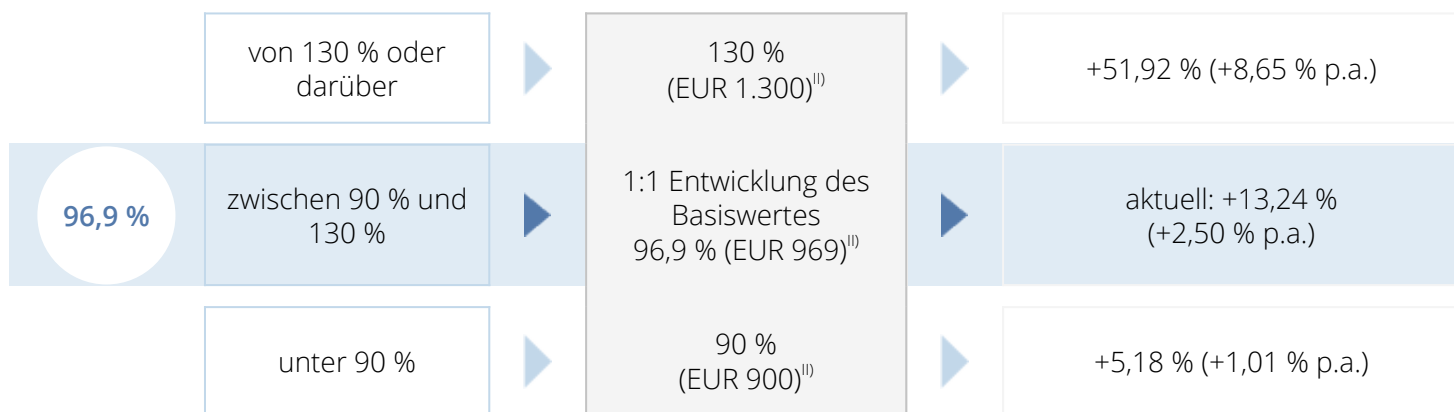 von 130 % oder
darüber
130 %
(EUR 1.300)II)
+51,92 % (+8,65 % p.a.)
96,9 %
zwischen 90 % und
130 %
1:1 Entwicklung des
Basiswertes
96,9 % (EUR 969)II)
aktuell: +13,24 %
(+2,50 % p.a.)
unter 90 %
90 %
(EUR 900)II)
+5,18 % (+1,01 % p.a.)